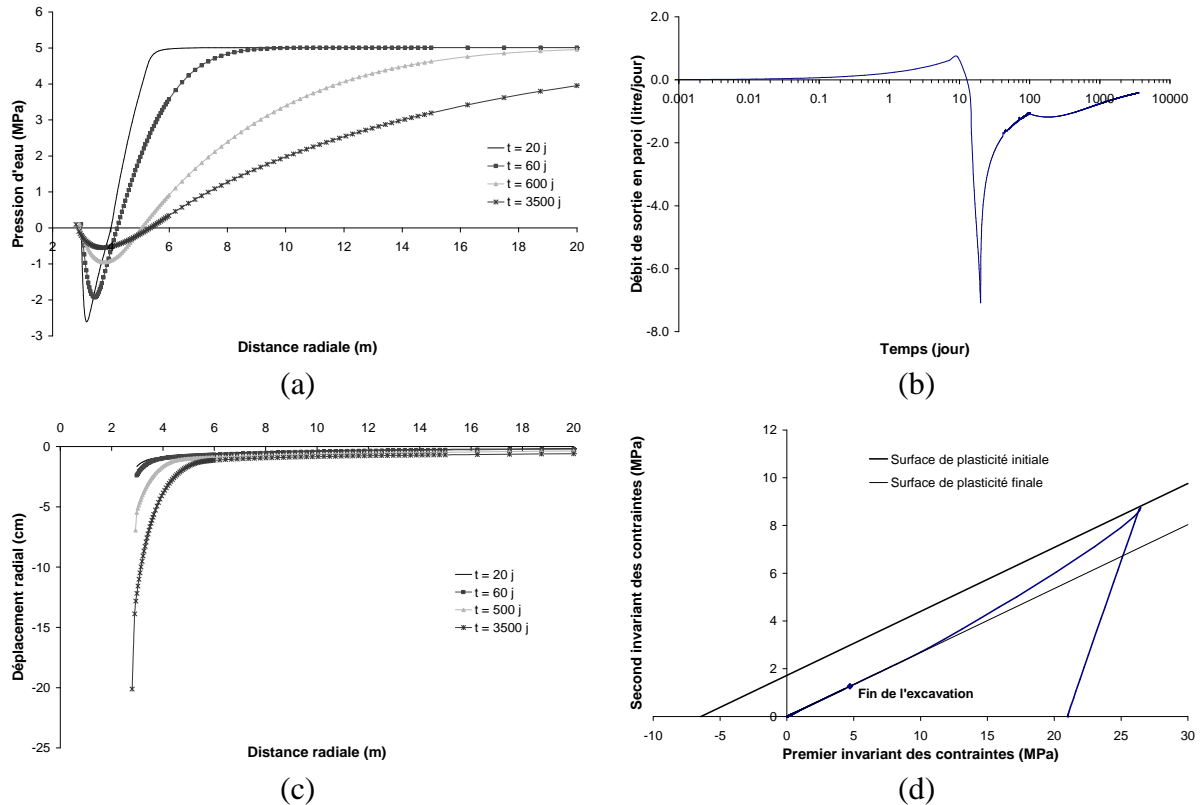 6
5
4
3
2
1
0
-1
-2
-3
2
4
6
8
10
12
14
16
18
20
Pression d'eau (MPa)
Distance radiale (m)
t = 20 j
t = 60 j
t = 600 j
t = 3500 j
(a)
2.0
0.0
-2.0
-4.0
-6.0
-8.0
0.001
0.01
0.1
1
10
100
1000
10000
Débit de sortie en paroi (litre/jour)
Temps (jour)
(b)
0
2
4
6
8
10
12
14
16
18
20
0
-5
-10
-15
-20
-25
Déplacement radial (cm)
t = 20 j
t = 60 j
t = 500 j
t = 3500 j
Distance radiale (m)
(c)
12
10
8
6
4
2
0
-10
-5
0
5
10
15
20
25
30
Second invariant des contraintes (MPa)
Surface de plasticité initiale
Surface de plasticité finale
Fin de l'excavation
Premier invariant des contraintes (MPa)
(d)